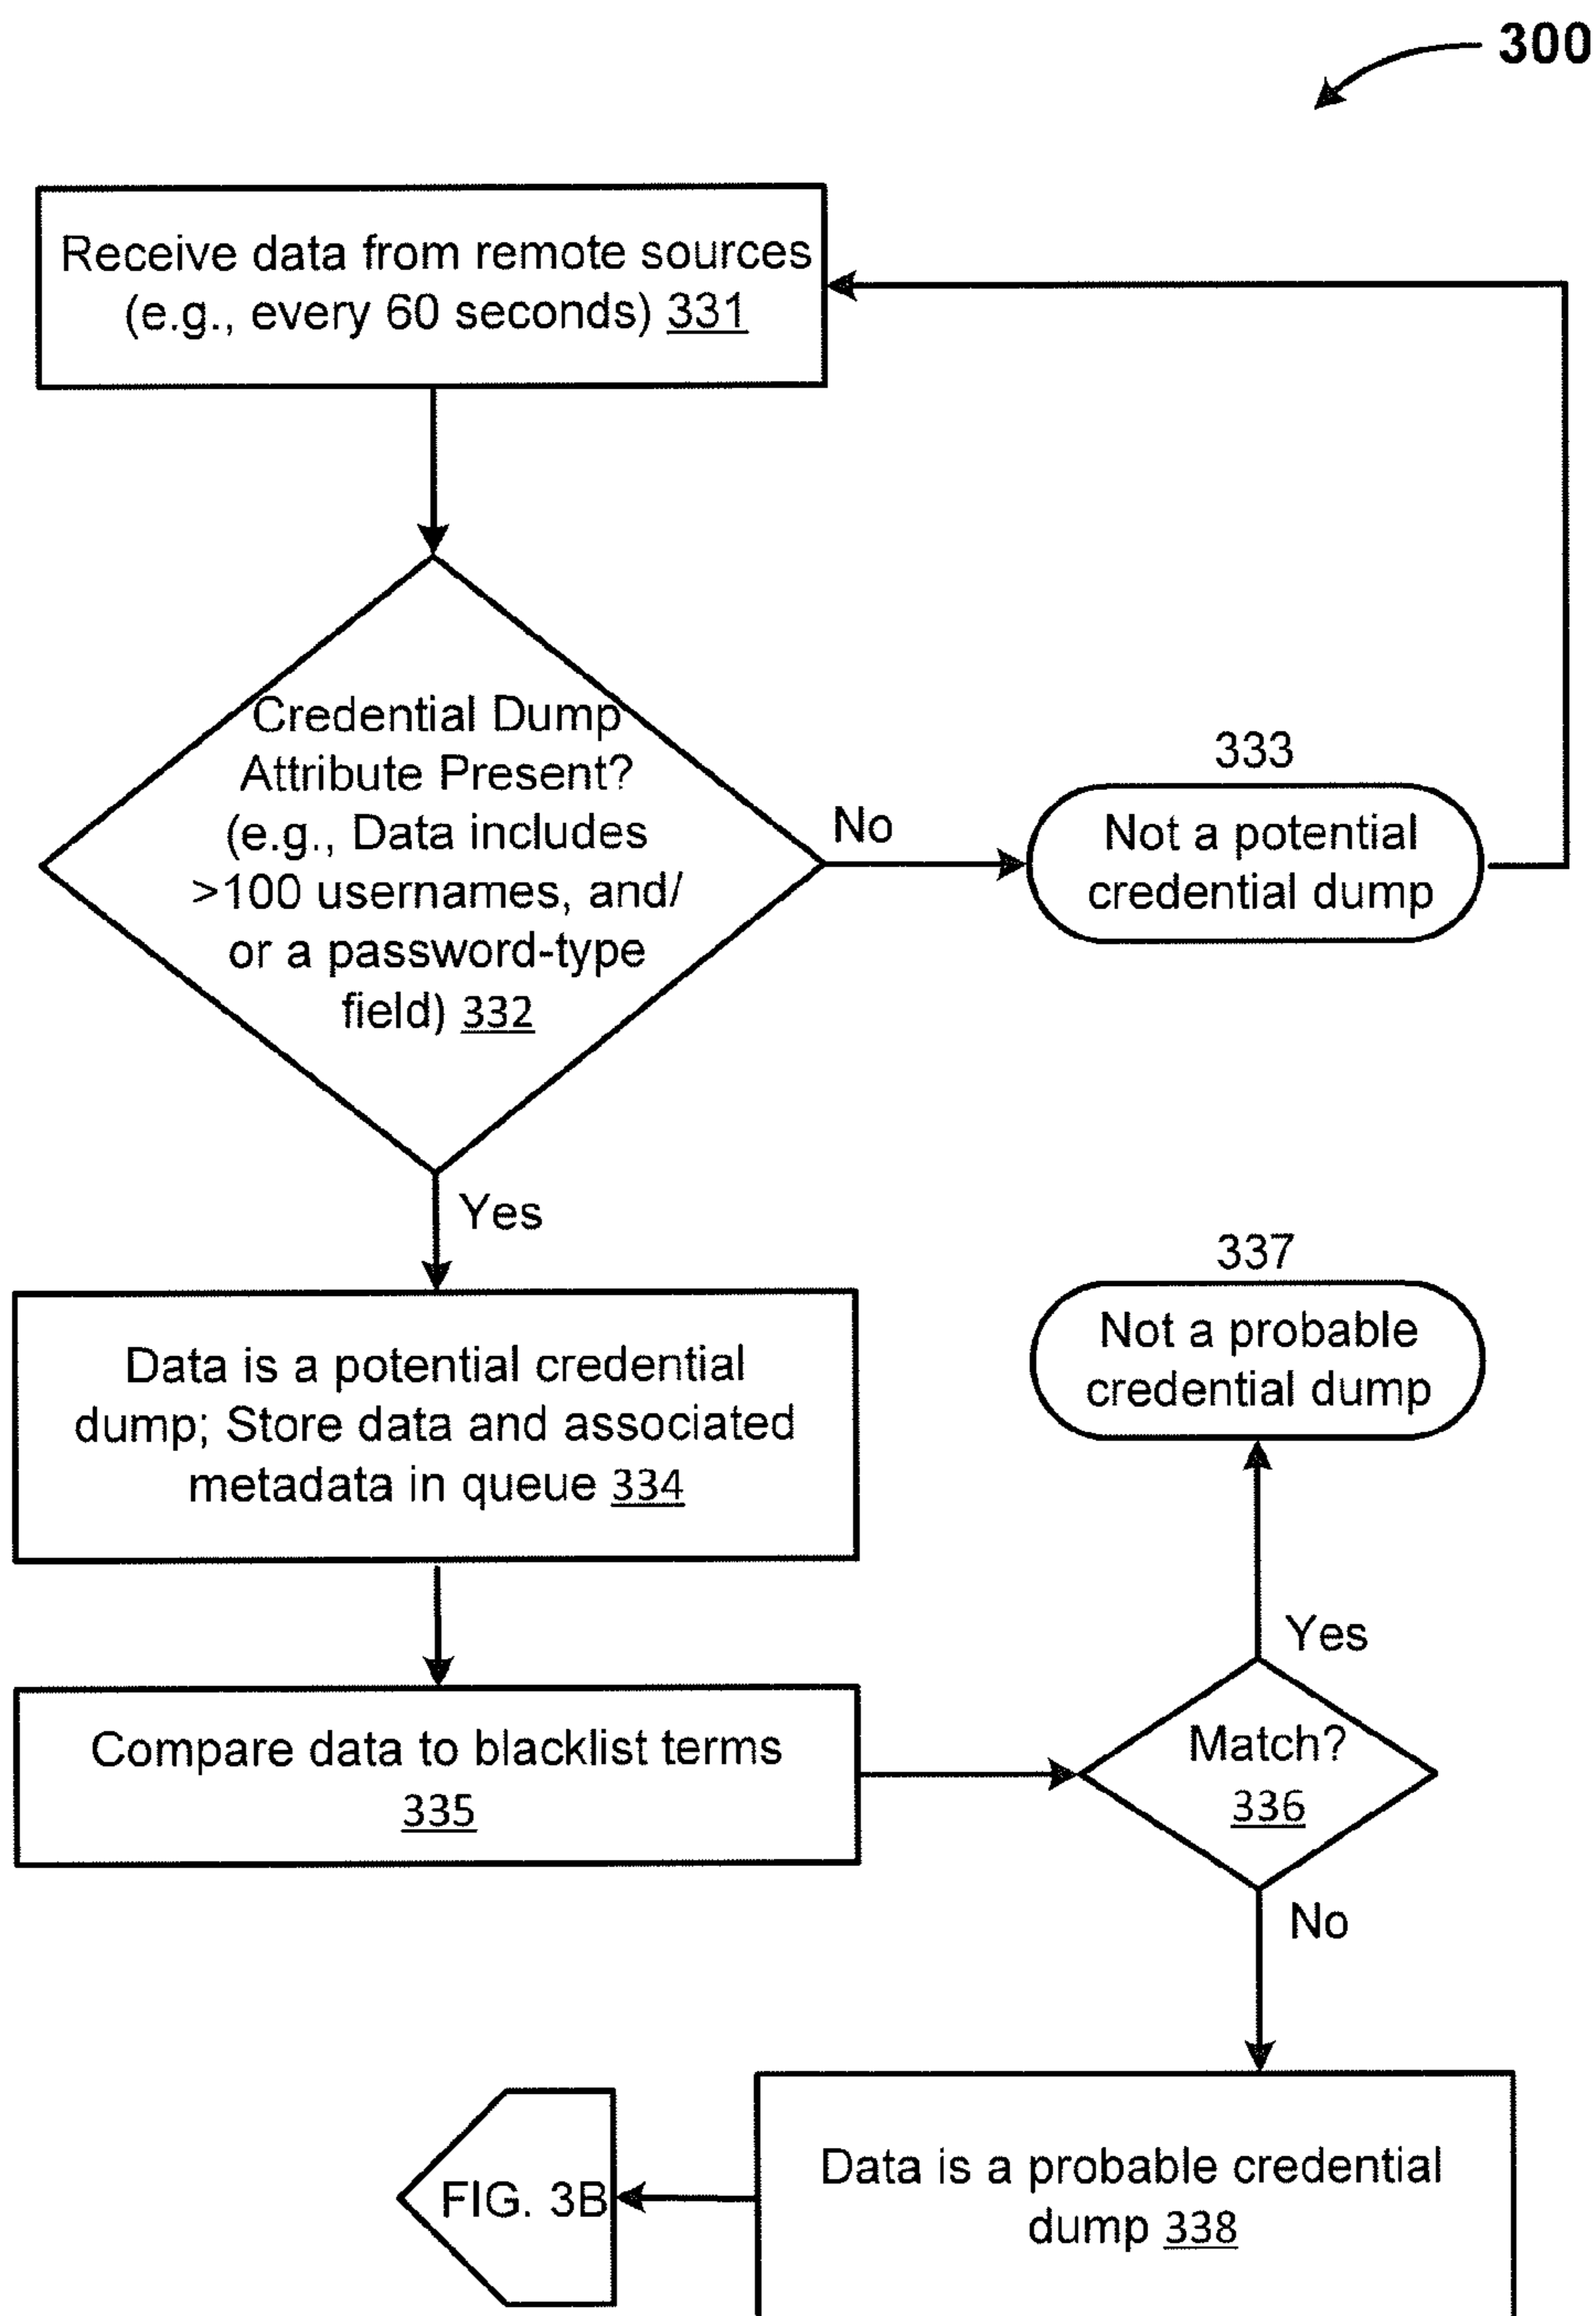 300
Receive data from remote sources
(e.g., every 60 seconds) 331
Credential Dump
Attribute Present?
(e.g., Data includes
>100 usernames, and/
or a password-type
field) 332
No
333
Not a potential
credential dump
Yes
Data is a potential credential
dump; Store data and associated
metadata in queue 334
337
Not a probable
credential dump
Yes
Compare data to blacklist terms
335
Match?
336
No
FIG. 3B
Data is a probable credential
dump 338